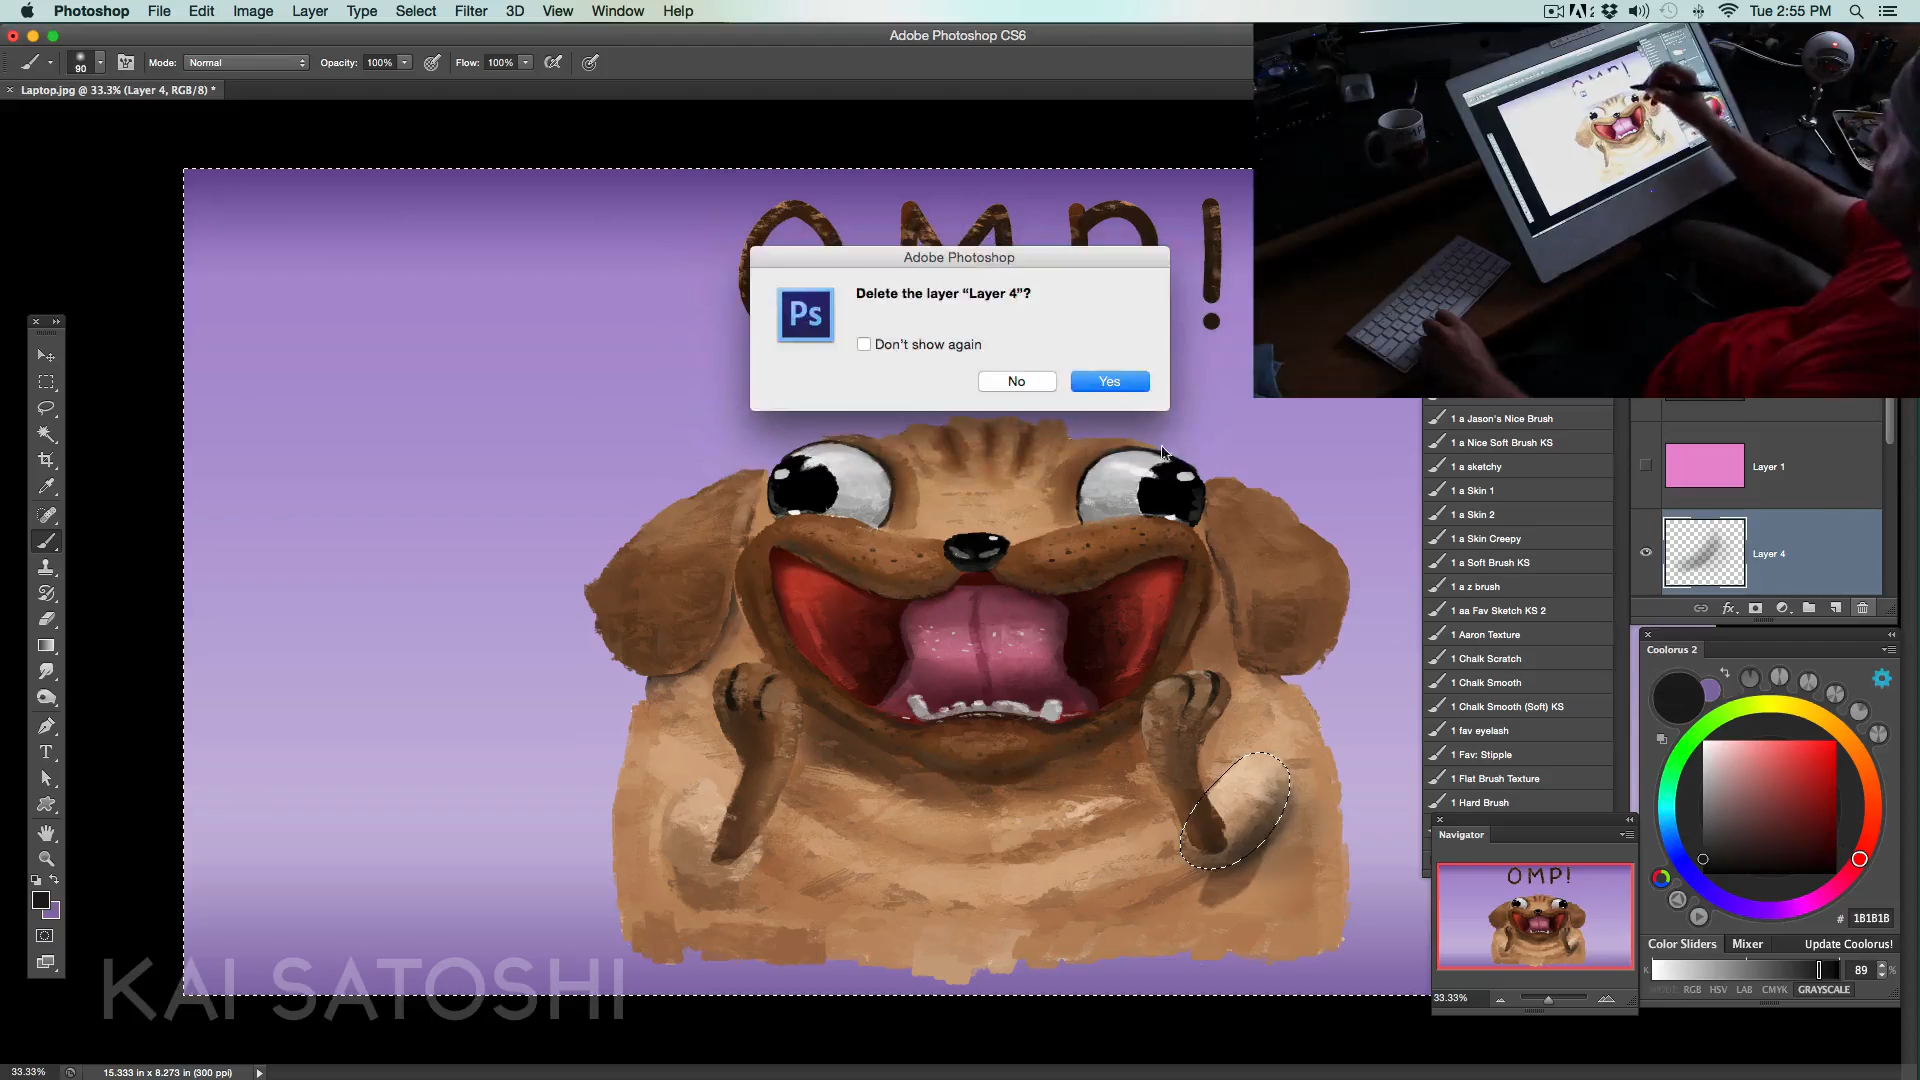 Photoshop File Edit Image Layer Type Select Filter 3D View Window Help
Tue 2:55 PM
Adobe Photoshop CS6
90 Mode: Normal Opacity: 100% Flow: 100%
Laptop.jpg @ 33.3% (Layer 4, RGB/8) *
OMP!
Adobe Photoshop
Ps
Delete the layer “Layer 4”?
Don't show again
No Yes
1 a Jason's Nice Brush
1 a Nice Soft Brush KS
1 a sketchy
1 a Skin 1
1 a Skin 2
1 a Skin Creepy
1 a Soft Brush KS
1 a z brush
1 aa Fav Sketch KS 2
1 Aaron Texture
1 Chalk Scratch
1 Chalk Smooth
1 Chalk Smooth (Soft) KS
1 fav eyelash
1 Fav: Stipple
1 Flat Brush Texture
1 Hard Brush
Layer 1
Layer 4
fx
Coolorus 2
# 1B1B1B
Color Sliders Mixer Update Coolorus!
K 89 %
RGB HSV LAB CMYK GRAYSCALE
Navigator
OMP!
33.33%
T
KAI SATOSHI
33.33% 15.333 in x 8.273 in (300 ppi)